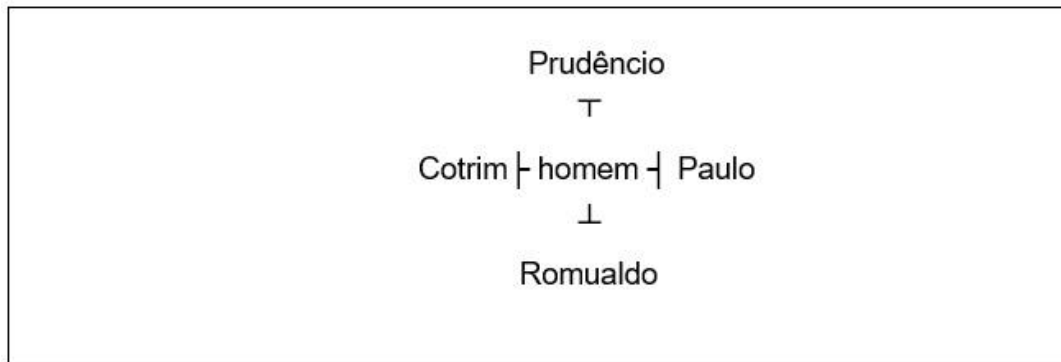 Prudêncio
┬
Cotrim ├ homem ┤ Paulo
┴
Romualdo